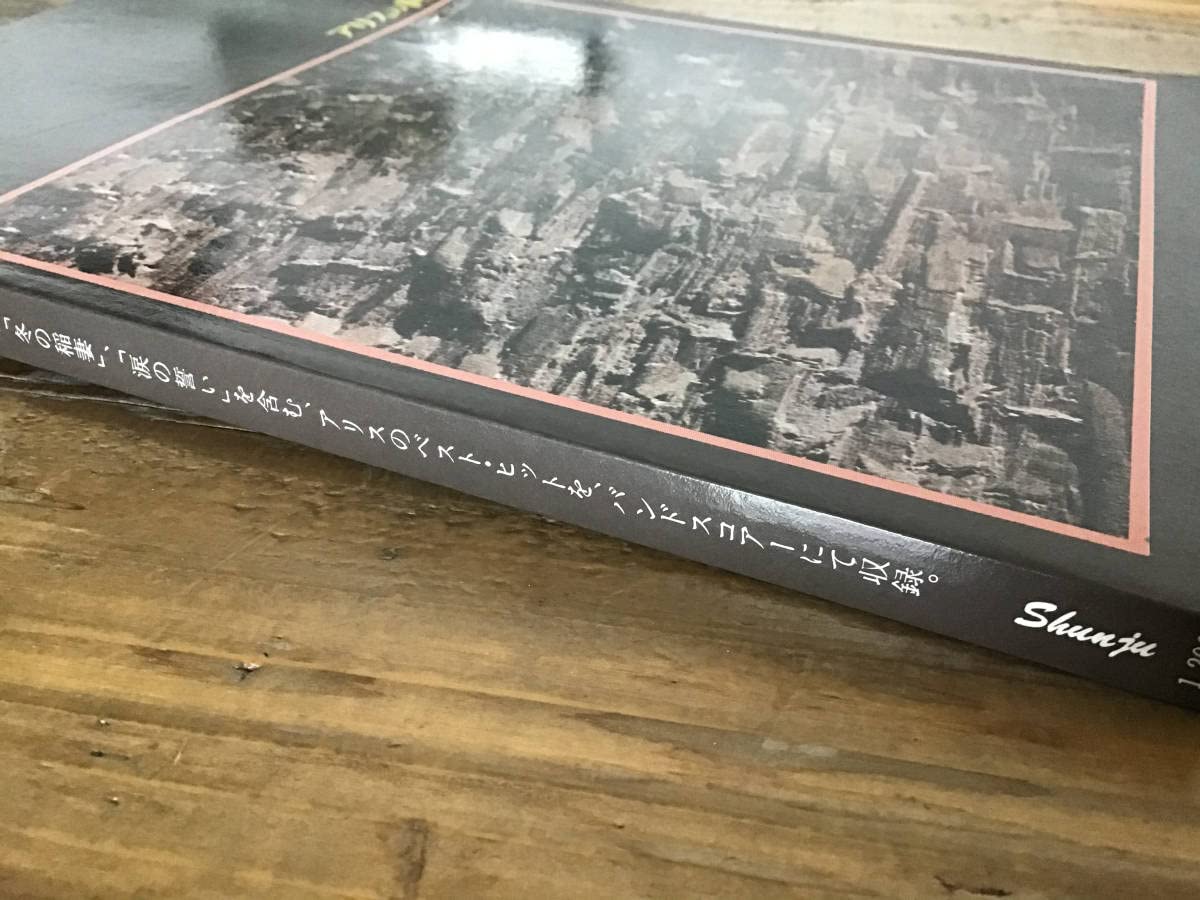 「冬の稲妻」、「涙の誓い」を含む、アリスのベスト・ヒットを、バンドスコアーにて収録。
Shunju